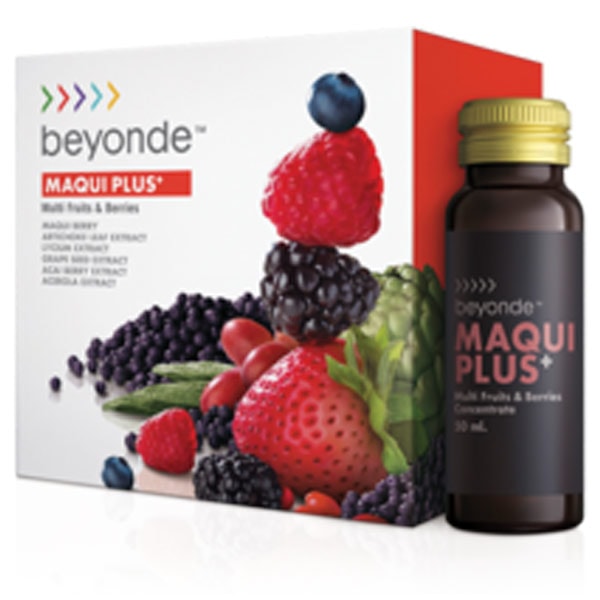 beyonde™
MAQUI PLUS+
Multi Fruits & Berries
MAQUI BERRY
ARTICHOKE LEAF EXTRACT
LYCIUM EXTRACT
GRAPE SEED EXTRACT
ACAI BERRY EXTRACT
ACEROLA EXTRACT
beyonde™
MAQUI
PLUS+
Multi Fruits & Berries
Concentrate
50 mL.